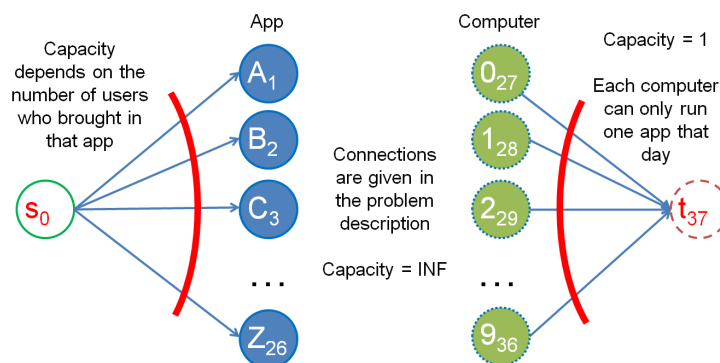 App
Computer
Capacity
depends on the
number of users
who brought in
that app
A1
B2
C3
...
Z26
s0
Connections
are given in
the problem
description
Capacity = INF
027
128
229
...
936
Capacity = 1
Each computer
can only run
one app that
day
t37